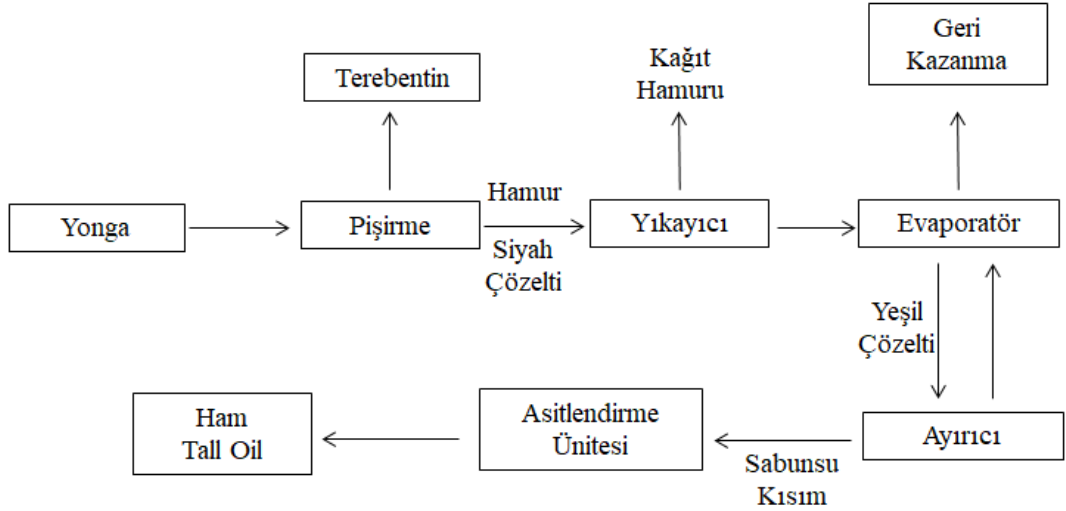 Geri
Kazanma
Kağıt
Hamuru
Terebentin
Yonga
Pişirme
Hamur
Siyah
Çözelti
Yıkayıcı
Evaporatör
Yeşil
Çözelti
Ham
Tall Oil
Asitlendirme
Ünitesi
Sabunsu
Kısım
Ayırıcı